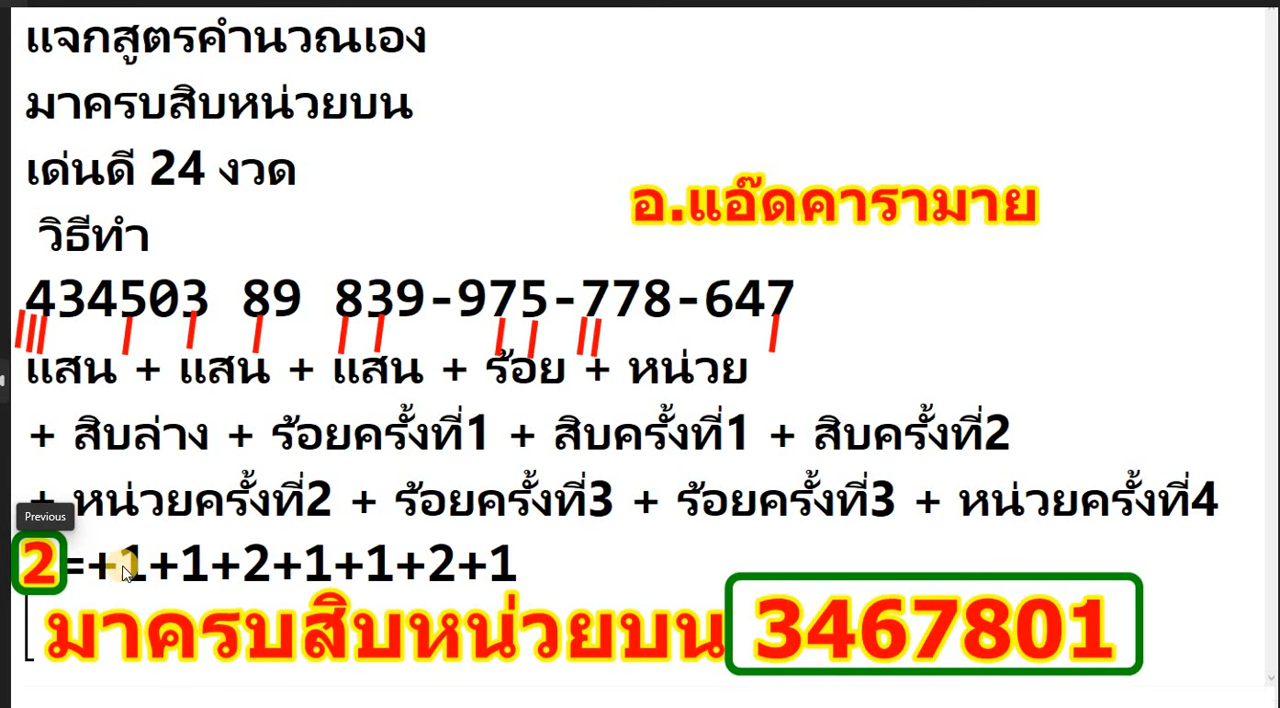 แจกสูตรคำนวณเอง
มาครบสิบหน่วยบน
เด่นดี 24 งวด
อ.แอ๊ดคารามาย
วิธีทำ
434503 89 839-975-778-647
แสน + แสน + แสน + ร้อย + หน่วย
+ สิบล่าง + ร้อยครั้งที่1 + สิบครั้งที่1 + สิบครั้งที่2
+ หน่วยครั้งที่2 + ร้อยครั้งที่3 + ร้อยครั้งที่3 + หน่วยครั้งที่4
Previous
2 =+1+1+2+1+1+2+1
มาครบสิบหน่วยบน 3467801